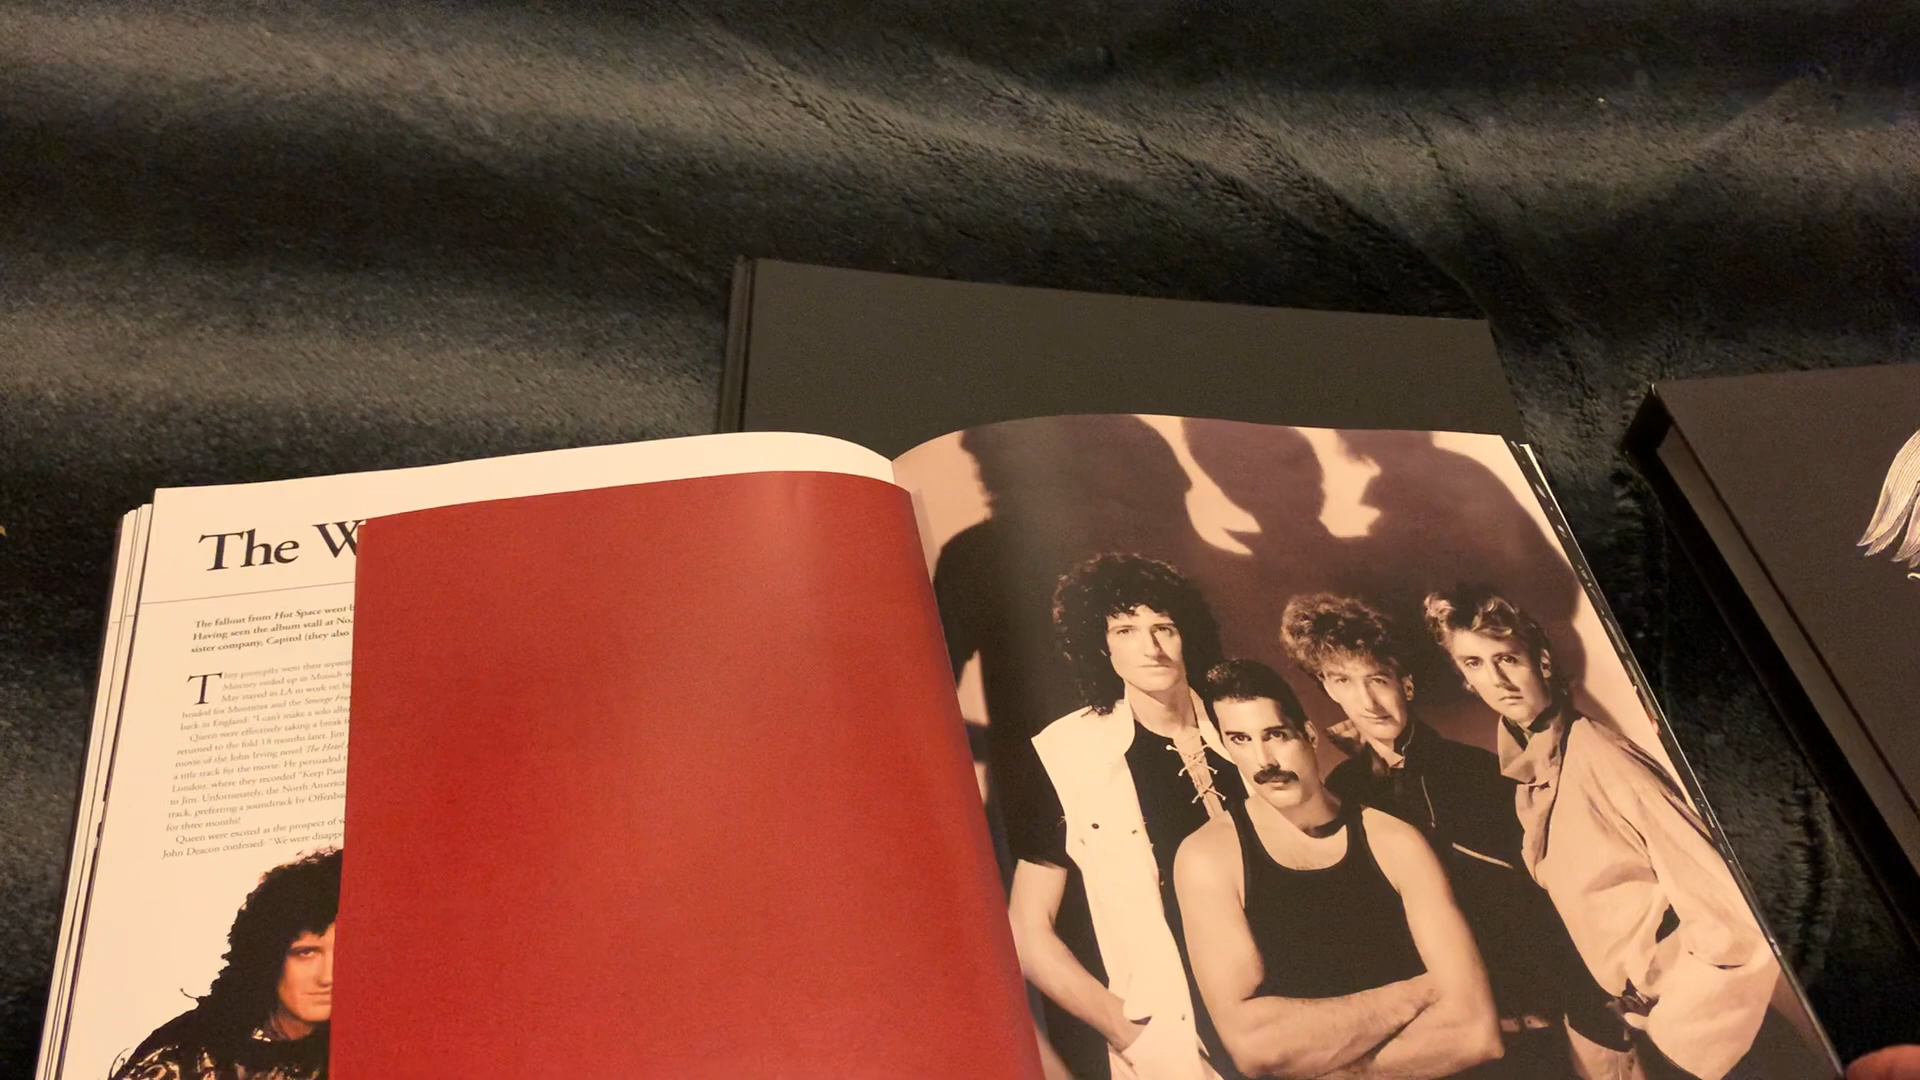 The W
The fallout from Hot Space went b
Having seen the album stall at No.
sister company, Capitol (they also
They promptly went their separat
Mercury ended up in Munich w
May stayed in LA to work on hi
headed for Montreux and the Strange Fron
back in England: "I can't make a solo albu
Queen were effectively taking a break f
returned to the fold 18 months later. Jim
movie of the John Irving novel The Hotel
a title track for the movie. He persuaded t
London, where they recorded "Keep Passi
to Jim. Unfortunately, the North America
track, preferring a soundtrack by Offenba
for three months!
Queen were excited at the prospect of w
John Deacon confessed: "We were disappo